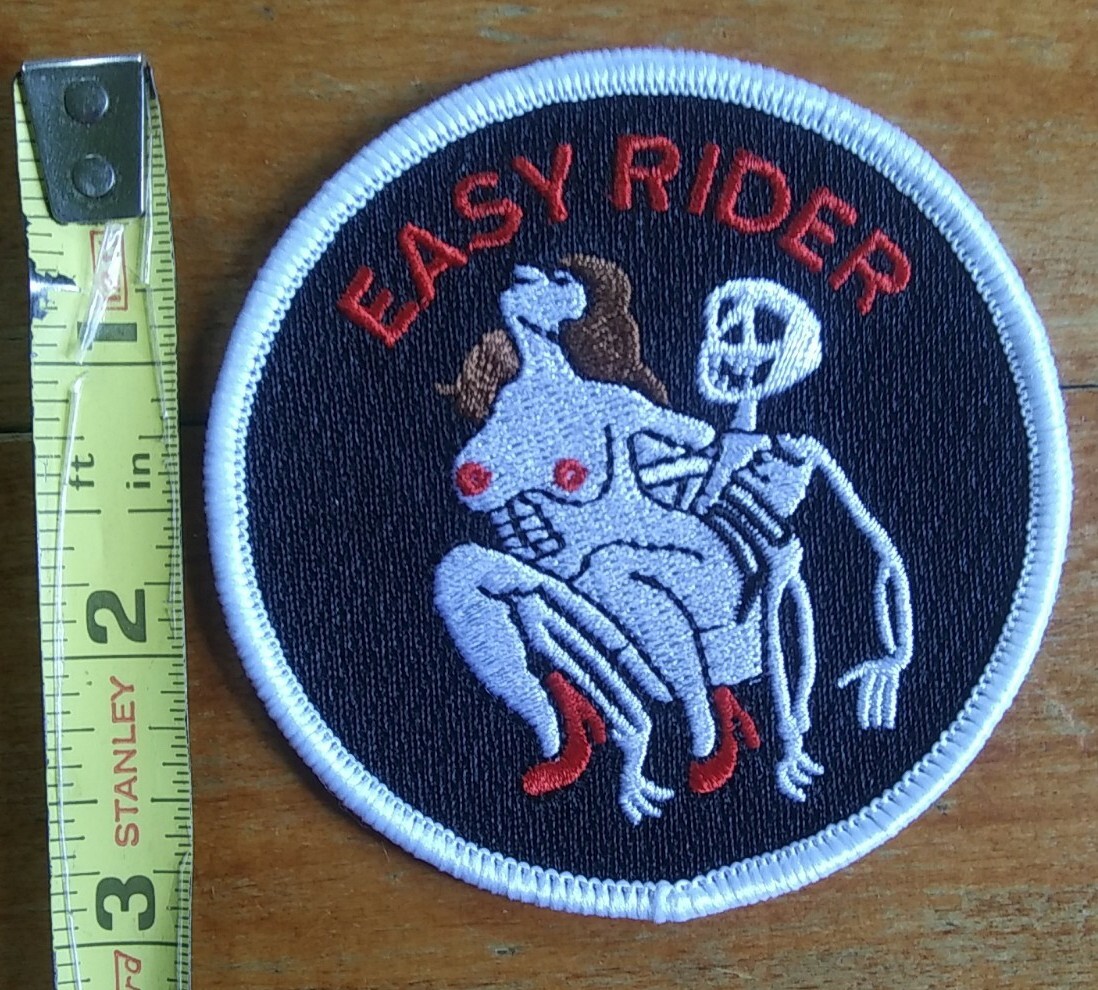 EASY RIDER
1
ft in
2
STANLEY
3